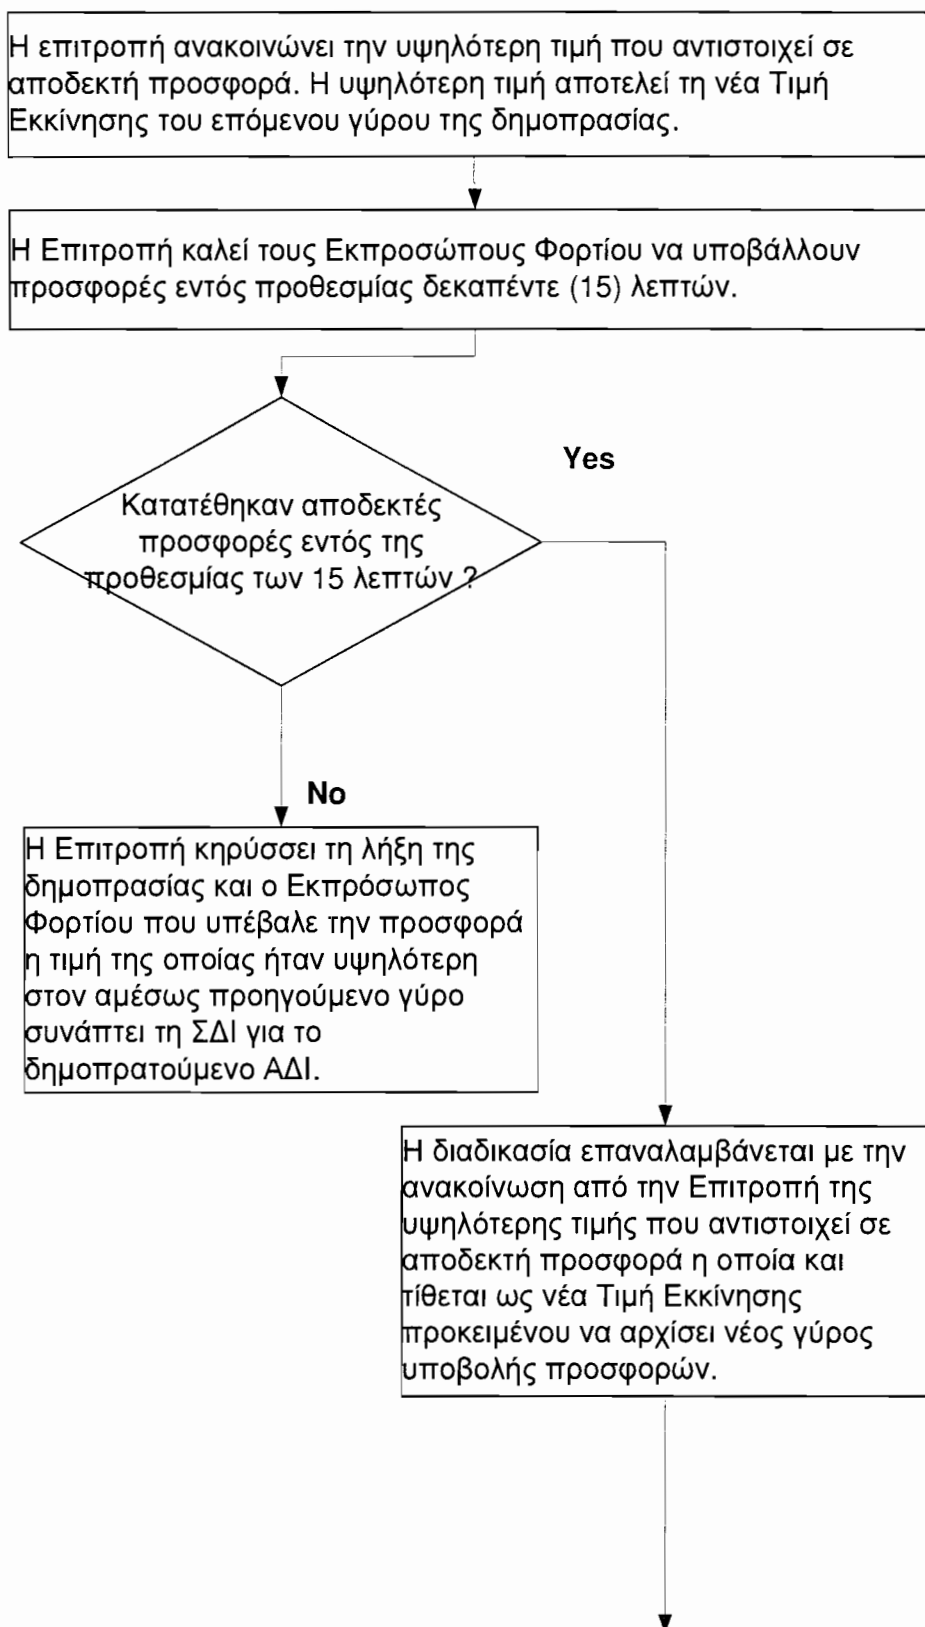 Η επιτροπή ανακοινώνει την υψηλότερη τιμή που αντιστοιχεί σε
αποδεκτή προσφορά. Η υψηλότερη τιμή αποτελεί τη νέα Τιμή
Εκκίνησης του επόμενου γύρου της δημοπρασίας.
Η Επιτροπή καλεί τους Εκπροσώπους Φορτίου να υποβάλλουν
προσφορές εντός προθεσμίας δεκαπέντε (15) λεπτών.
Yes
Κατατέθηκαν αποδεκτές
προσφορές εντός της
προθεσμίας των 15 λεπτών ?
No
Η Επιτροπή κηρύσσει τη λήξη της
δημοπρασίας και ο Εκπρόσωπος
Φορτίου που υπέβαλε την προσφορά
η τιμή της οποίας ήταν υψηλότερη
στον αμέσως προηγούμενο γύρο
συνάπτει τη ΣΔΙ για το
δημοπρατούμενο ΑΔΙ.
Η διαδικασία επαναλαμβάνεται με την
ανακοίνωση από την Επιτροπή της
υψηλότερης τιμής που αντιστοιχεί σε
αποδεκτή προσφορά η οποία και
τίθεται ως νέα Τιμή Εκκίνησης
προκειμένου να αρχίσει νέος γύρος
υποβολής προσφορών.